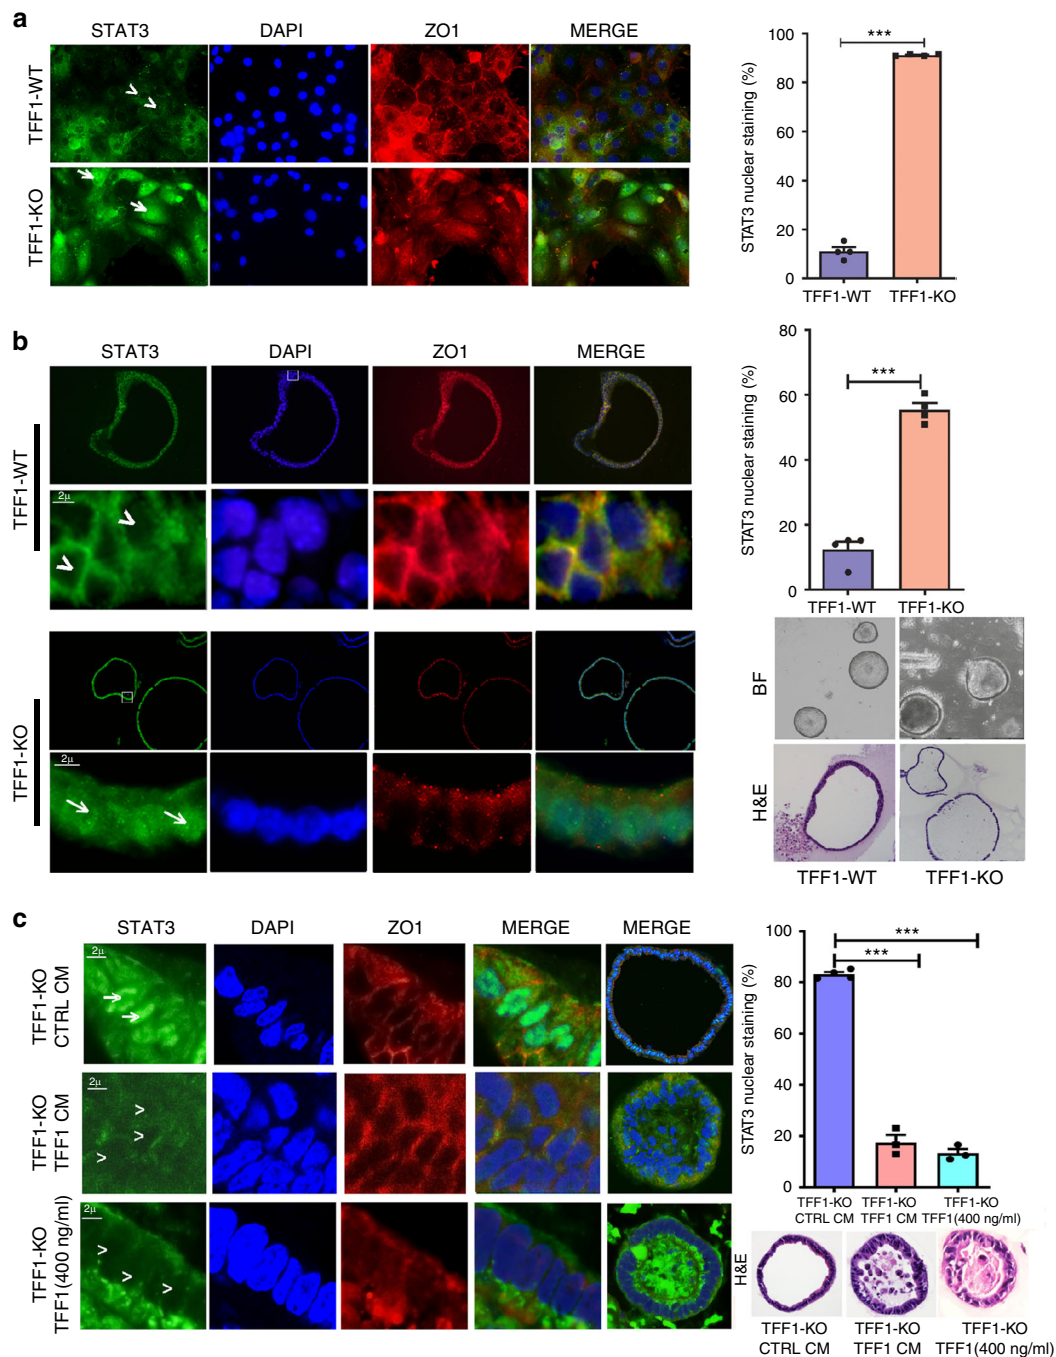 a
STAT3 DAPI ZO1 MERGE
TFF1-WT
TFF1-KO
STAT3 nuclear staining (%)
100
80
60
40
20
0
***
TFF1-WT TFF1-KO
b
STAT3 DAPI ZO1 MERGE
TFF1-WT
2µ
TFF1-KO
2µ
STAT3 nuclear staining (%)
80
60
40
20
0
***
TFF1-WT TFF1-KO
BF
H&E
TFF1-WT TFF1-KO
c
STAT3 DAPI ZO1 MERGE MERGE
TFF1-KO
CTRL CM
2µ
TFF1-KO
TFF1 CM
2µ
TFF1-KO
TFF1(400 ng/ml)
2µ
STAT3 nuclear staining (%)
100
80
60
40
20
0
***
***
TFF1-KO TFF1-KO TFF1-KO
CTRL CM TFF1 CM TFF1(400 ng/ml)
H&E
TFF1-KO TFF1-KO TFF1-KO
CTRL CM TFF1 CM TFF1(400 ng/ml)